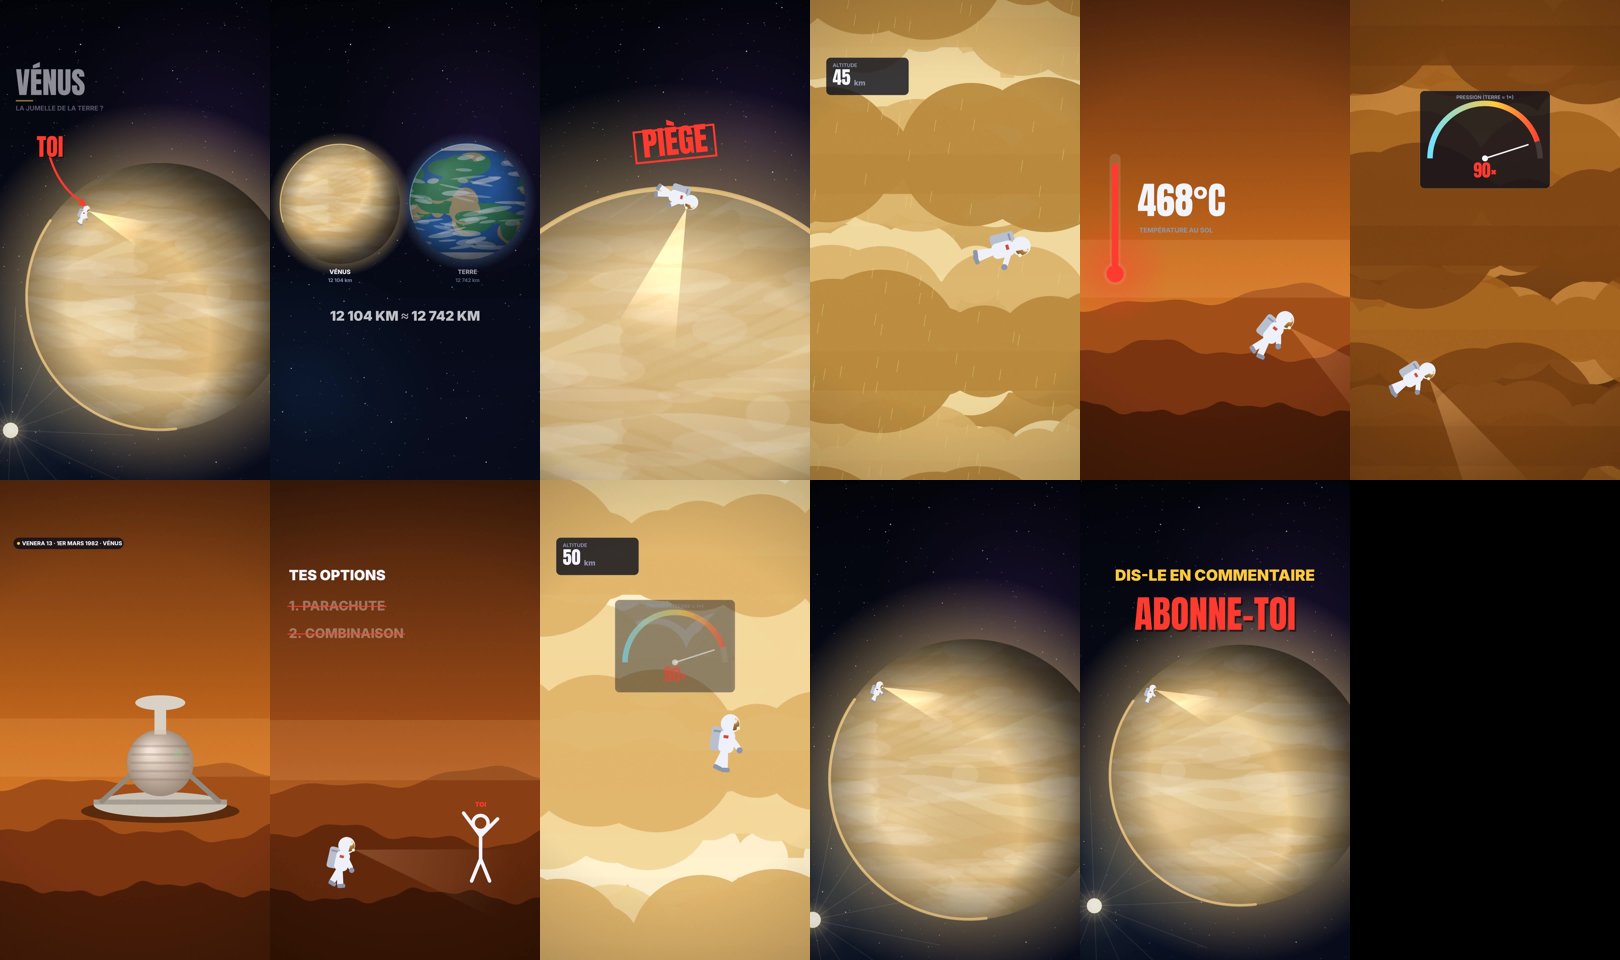 VÉNUS
LA JUMELLE DE LA TERRE ?
TOI
VÉNUS
12 104 km
TERRE
12 742 km
12 104 KM ≈ 12 742 KM
PIÈGE
ALTITUDE
45 km
468°C
TEMPÉRATURE AU SOL
PRESSION (TERRE = 1×)
90×
VENERA 13 · 1ER MARS 1982 · VÉNUS
TES OPTIONS
1. PARACHUTE
2. COMBINAISON
TOI
ALTITUDE
50 km
DIS-LE EN COMMENTAIRE
ABONNE-TOI